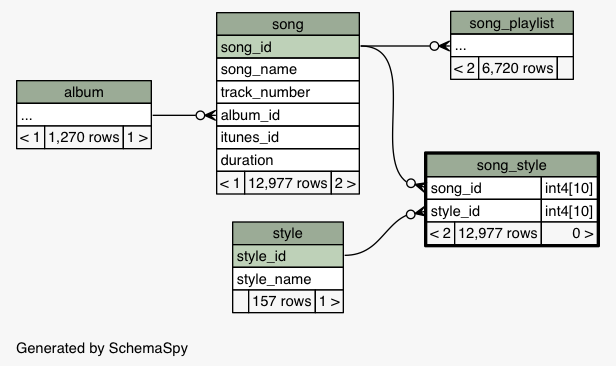 song
song_id
song_name
track_number
album_id
itunes_id
duration
< 1 12,977 rows 2 >
song_playlist
...
< 2 6,720 rows
album
...
< 1 1,270 rows 1 >
song_style
song_id int4[10]
style_id int4[10]
< 2 12,977 rows 0 >
style
style_id
style_name
157 rows 1 >
Generated by SchemaSpy